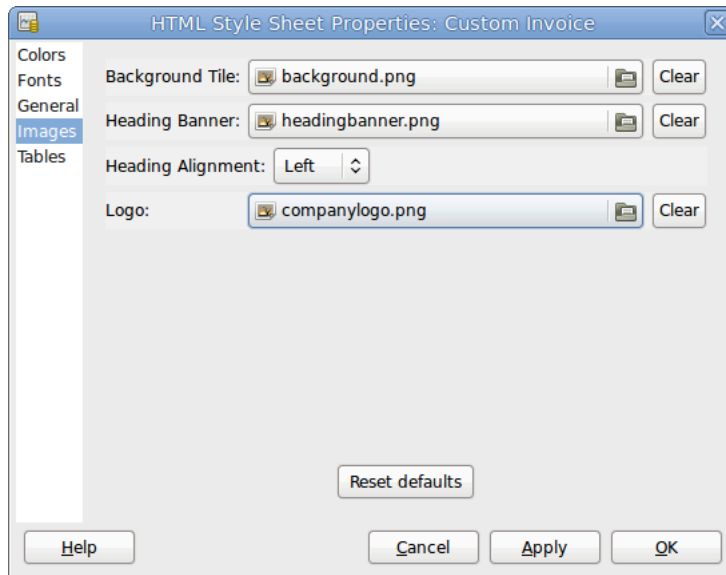 HTML Style Sheet Properties: Custom Invoice
Colors
Fonts
General
Images
Tables
Background Tile: background.png Clear
Heading Banner: headingbanner.png Clear
Heading Alignment: Left
Logo: companylogo.png Clear
Reset defaults
Help Cancel Apply OK